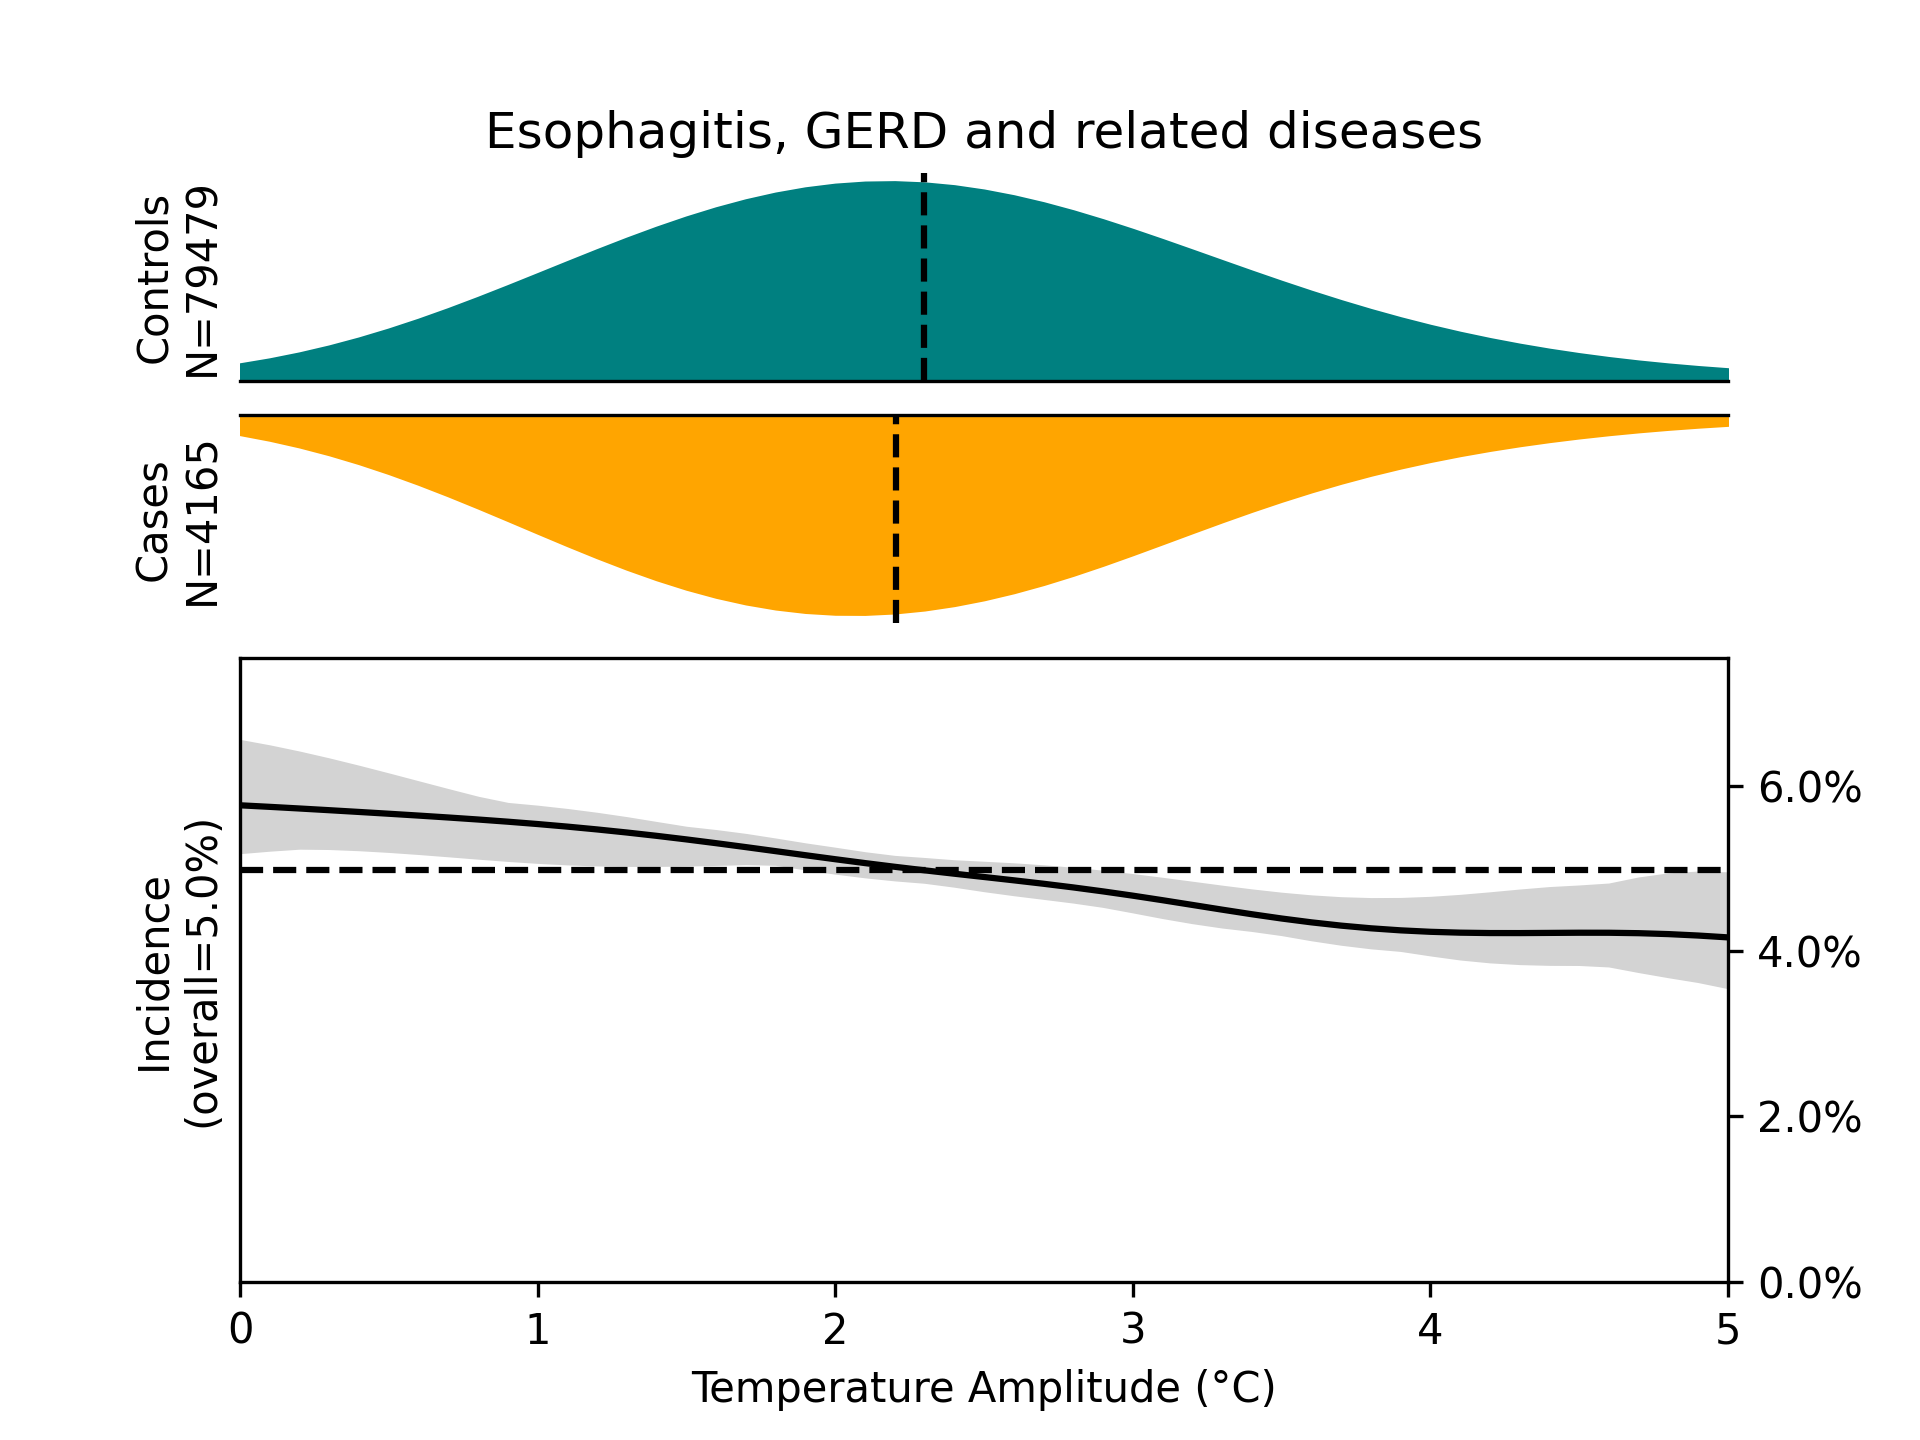 Esophagitis, GERD and related diseases
Controls
N=79479
Cases
N=4165
Incidence
(overall=5.0%)
6.0%
4.0%
2.0%
0.0%
0 1 2 3 4 5
Temperature Amplitude (°C)